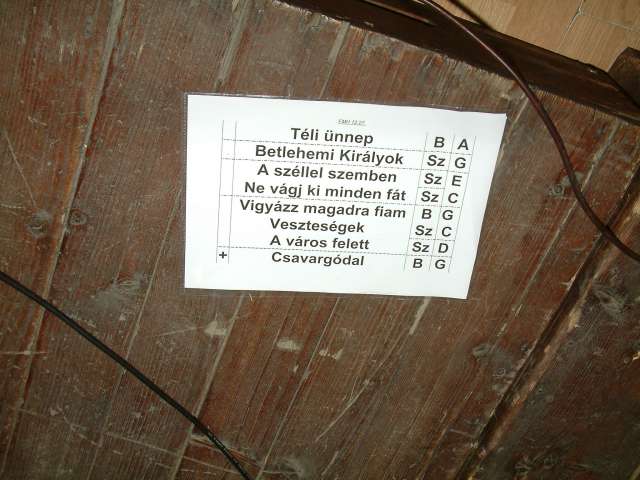 Téli ünnep B A
Betlehemi Királyok Sz G
A széllel szemben Sz E
Ne vágj ki minden fát Sz C
Vigyázz magadra fiam B G
Veszteségek Sz C
A város felett Sz D
+ Csavargódal B G